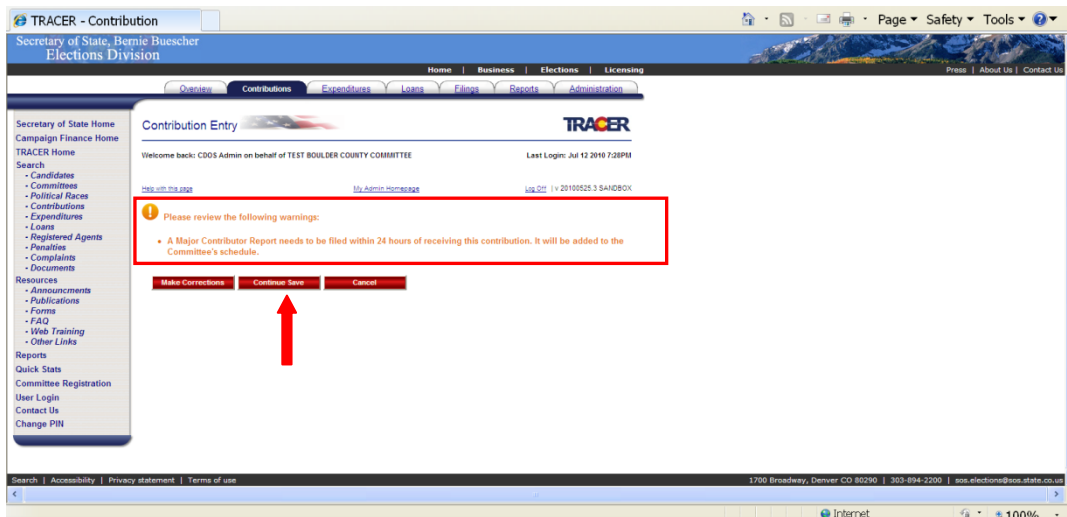 TRACER - Contribution
Page Safety Tools
Secretary of State, Bernie Buescher
Elections Division
Home | Business | Elections | Licensing
Press | About Us | Contact Us
Overview Contributions Expenditures Loans Filings Reports Administration
Secretary of State Home
Campaign Finance Home
TRACER Home
Search
- Candidates
- Committees
- Political Races
- Contributions
- Expenditures
- Loans
- Registered Agents
- Penalties
- Complaints
- Documents
Resources
- Announcments
- Publications
- Forms
- FAQ
- Web Training
- Other Links
Reports
Quick Stats
Committee Registration
User Login
Contact Us
Change PIN
Contribution Entry
TRACER
Welcome back: CDOS Admin on behalf of TEST BOULDER COUNTY COMMITTEE
Last Login: Jul 12 2010 7:28PM
Help with this page My Admin Homepage Log Off | v 20100525.3 SANDBOX
Please review the following warnings:
• A Major Contributor Report needs to be filed within 24 hours of receiving this contribution. It will be added to the
Committee's schedule.
Make Corrections Continue Save Cancel
Search | Accessibility | Privacy statement | Terms of use
1700 Broadway, Denver CO 80290 | 303-894-2200 | sos.elections@sos.state.co.us
Internet
100%